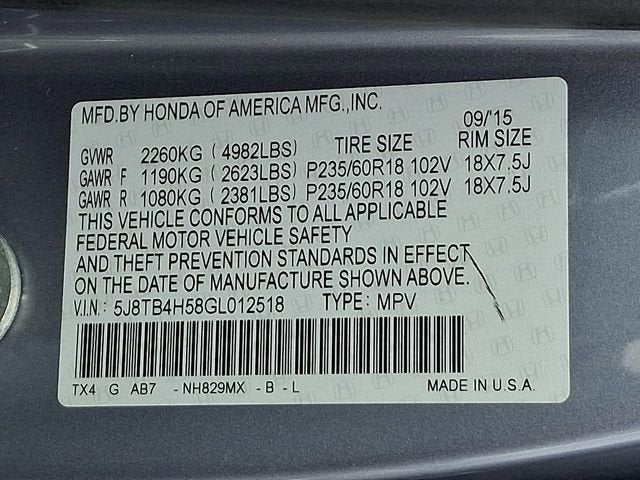 MFD.BY HONDA OF AMERICA MFG.,INC.
09/'15
GVWR 2260KG ( 4982LBS) TIRE SIZE RIM SIZE
GAWR F 1190KG ( 2623LBS) P235/60R18 102V 18X7.5J
GAWR R 1080KG ( 2381LBS) P235/60R18 102V 18X7.5J
THIS VEHICLE CONFORMS TO ALL APPLICABLE
FEDERAL MOTOR VEHICLE SAFETY
AND THEFT PREVENTION STANDARDS IN EFFECT
ON THE DATE OF MANUFACTURE SHOWN ABOVE.
V.I.N.: 5J8TB4H58GL012518 TYPE: MPV
TX4 G AB7 -NH829MX -B -L MADE IN U.S.A.